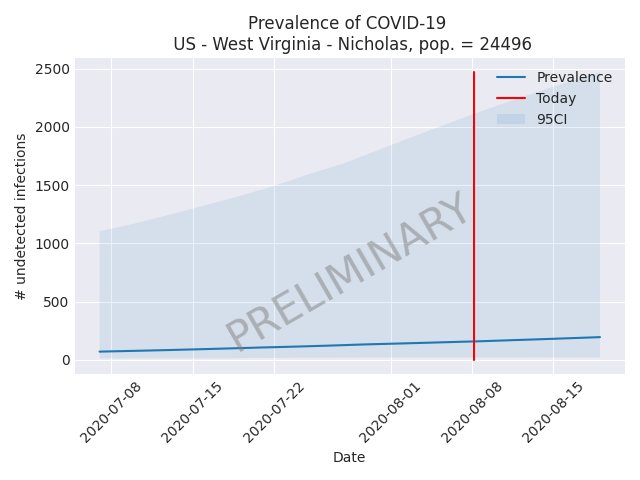 Prevalence of COVID-19
US - West Virginia - Nicholas, pop. = 24496
2500
2000
1500
1000
500
0
# undetected infections
Prevalence
Today
95CI
PRELIMINARY
2020-07-08
2020-07-15
2020-07-22
2020-08-01
2020-08-08
2020-08-15
Date